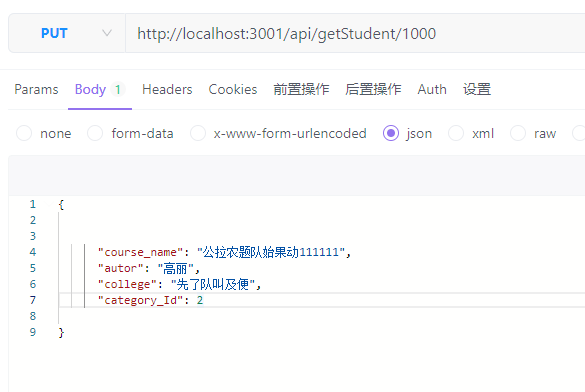 PUT http://localhost:3001/api/getStudent/1000
Params Body 1 Headers Cookies 前置操作 后置操作 Auth 设置
none form-data x-www-form-urlencoded json xml raw
1 {
2
3
4 "course_name": "公拉农题队始果动111111",
5 "autor": "高丽",
6 "college": "先了队叫及便",
7 "category_Id": 2
8
9 }